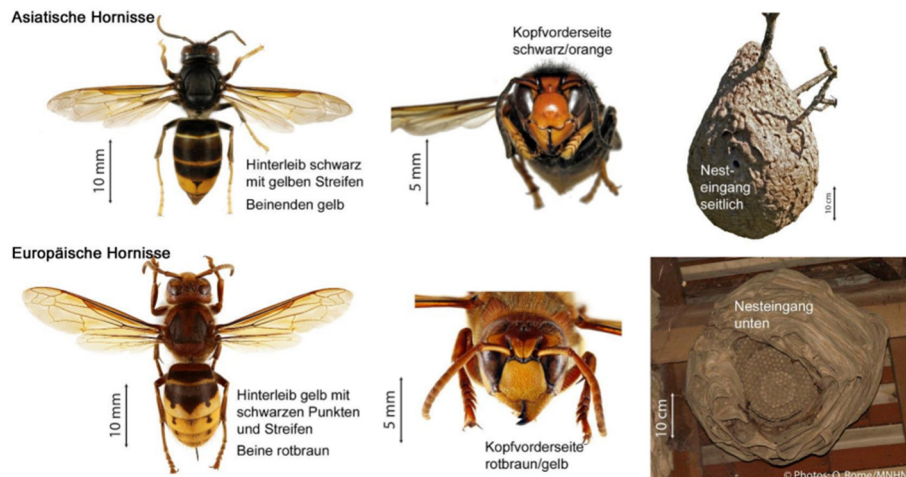 Asiatische Hornisse
10 mm
Hinterleib schwarz
mit gelben Streifen
Beinenden gelb
Kopfvorderseite
schwarz/orange
5 mm
Nest-
eingang
seitlich
10 cm
Europäische Hornisse
10 mm
Hinterleib gelb mit
schwarzen Punkten
und Streifen
Beine rotbraun
5 mm
Kopfvorderseite
rotbraun/gelb
Nesteingang
unten
10 cm
© Photos: Q. Rome/MNHN